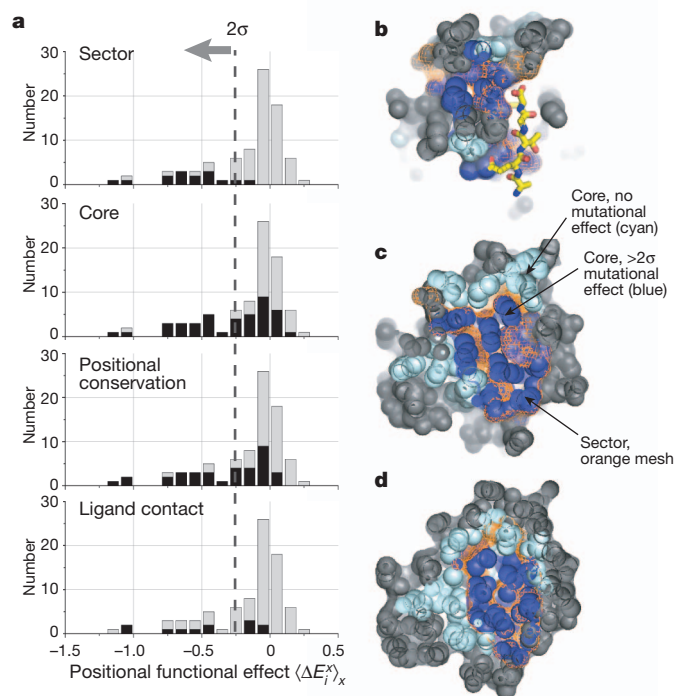 a
2σ
Sector
30
20
10
0
Number
Core
30
20
10
0
Number
Positional
conservation
30
20
10
0
Number
Ligand contact
30
20
10
0
Number
−1.5 −1.0 −0.5 0 0.5
Positional functional effect ⟨ΔE_i^x⟩_x
b
Core, no
mutational
effect (cyan)
c
Core, >2σ
mutational
effect (blue)
Sector,
orange mesh
d